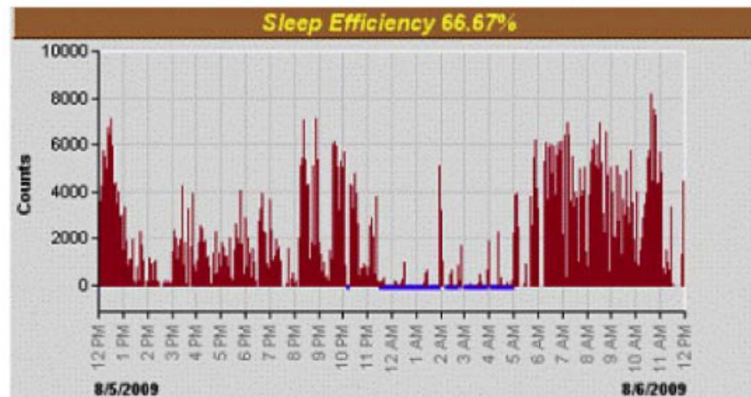 Sleep Efficiency 66.67%
10000
8000
6000
4000
2000
0
-2000
Counts
12 PM
1 PM
2 PM
3 PM
4 PM
5 PM
6 PM
7 PM
8 PM
9 PM
10 PM
11 PM
12 AM
1 AM
2 AM
3 AM
4 AM
5 AM
6 AM
7 AM
8 AM
9 AM
10 AM
11 AM
12 PM
8/5/2009
8/6/2009